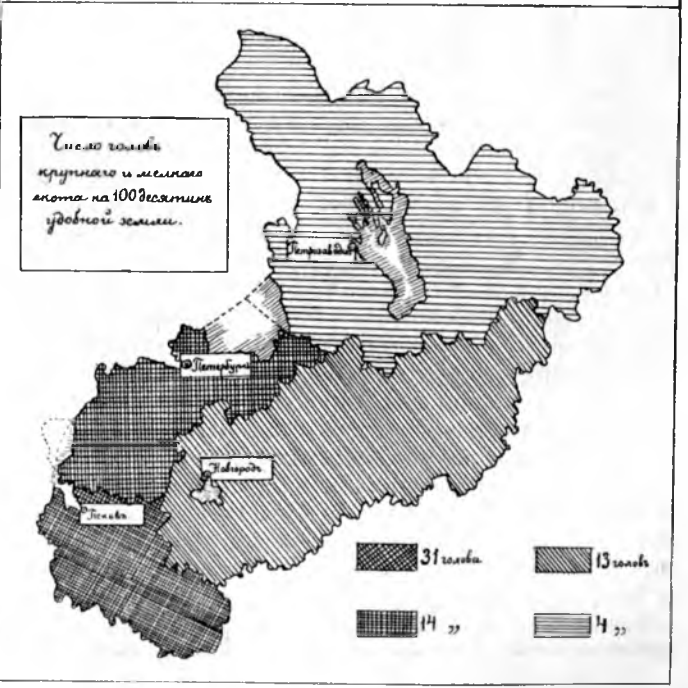 Число головъ
крупнаго и мелкаго
скота на 100 десятинъ
удобной земли.
Петрозаводскъ
Петербургъ
Новгородъ
Псковъ
31 голова
13 головъ
14 "
4 "